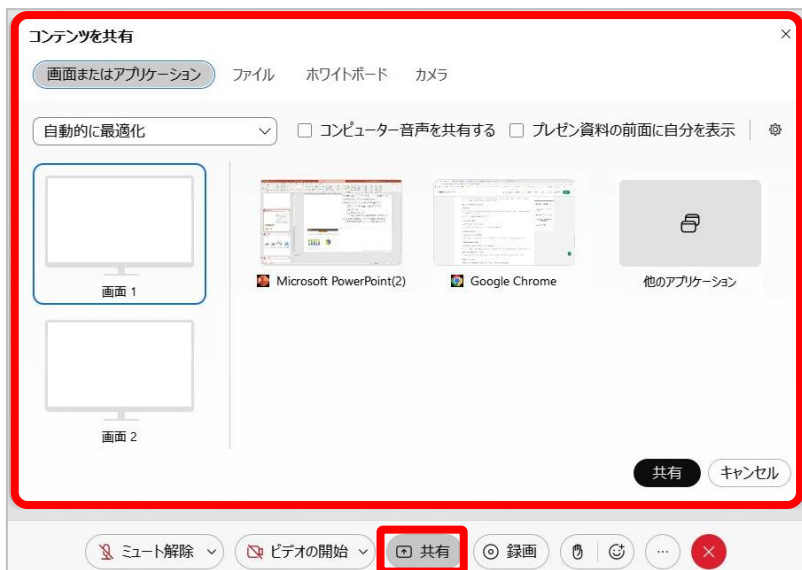 コンテンツを共有
画面またはアプリケーション ファイル ホワイトボード カメラ
自動的に最適化 コンピューター音声を共有する プレゼン資料の前面に自分を表示
画面 1
Microsoft PowerPoint(2) Google Chrome 他のアプリケーション
画面 2
共有 キャンセル
ミュート解除 ビデオの開始 共有 録画